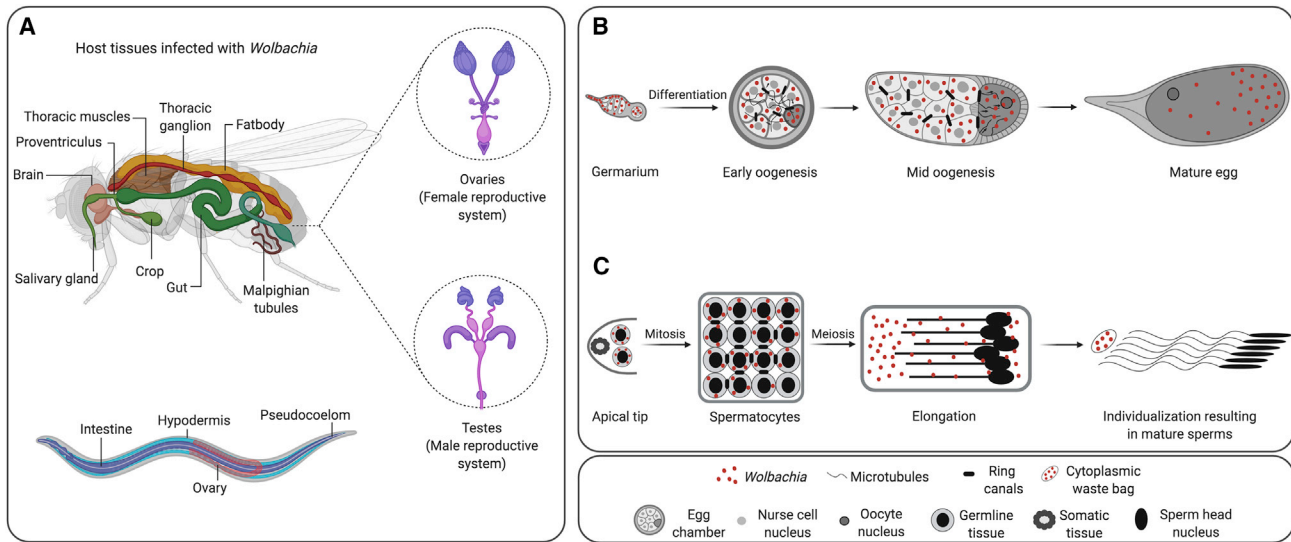 A
Host tissues infected with Wolbachia
Thoracic muscles
Thoracic
ganglion
Fatbody
Proventriculus
Brain
Salivary gland
Crop
Gut
Malpighian
tubules
Ovaries
(Female reproductive
system)
Testes
(Male reproductive
system)
Intestine
Hypodermis
Pseudocoelom
Ovary
B
Differentiation
Germarium
Early oogenesis
Mid oogenesis
Mature egg
C
Mitosis
Meiosis
Apical tip
Spermatocytes
Elongation
Individualization resulting
in mature sperms
Wolbachia
Microtubules
Ring
canals
Cytoplasmic
waste bag
Egg
chamber
Nurse cell
nucleus
Oocyte
nucleus
Germline
tissue
Somatic
tissue
Sperm head
nucleus